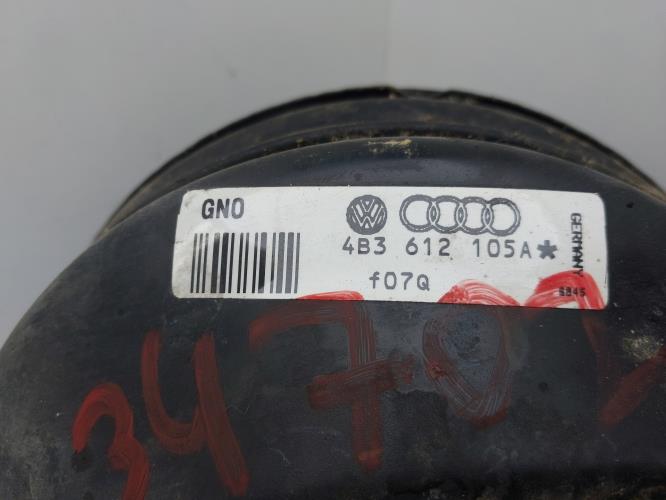 GNO
4B3 612 105A*
f07Q
GERMANY
3470